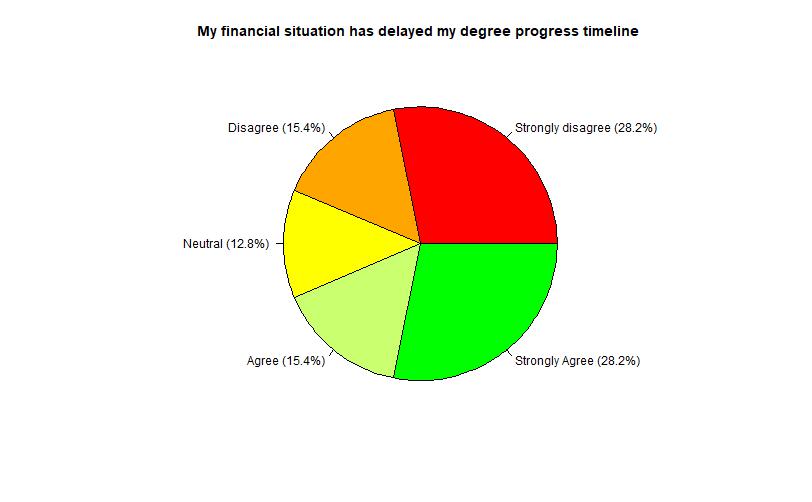 My financial situation has delayed my degree progress timeline
Disagree (15.4%)
Strongly disagree (28.2%)
Neutral (12.8%)
Agree (15.4%)
Strongly Agree (28.2%)